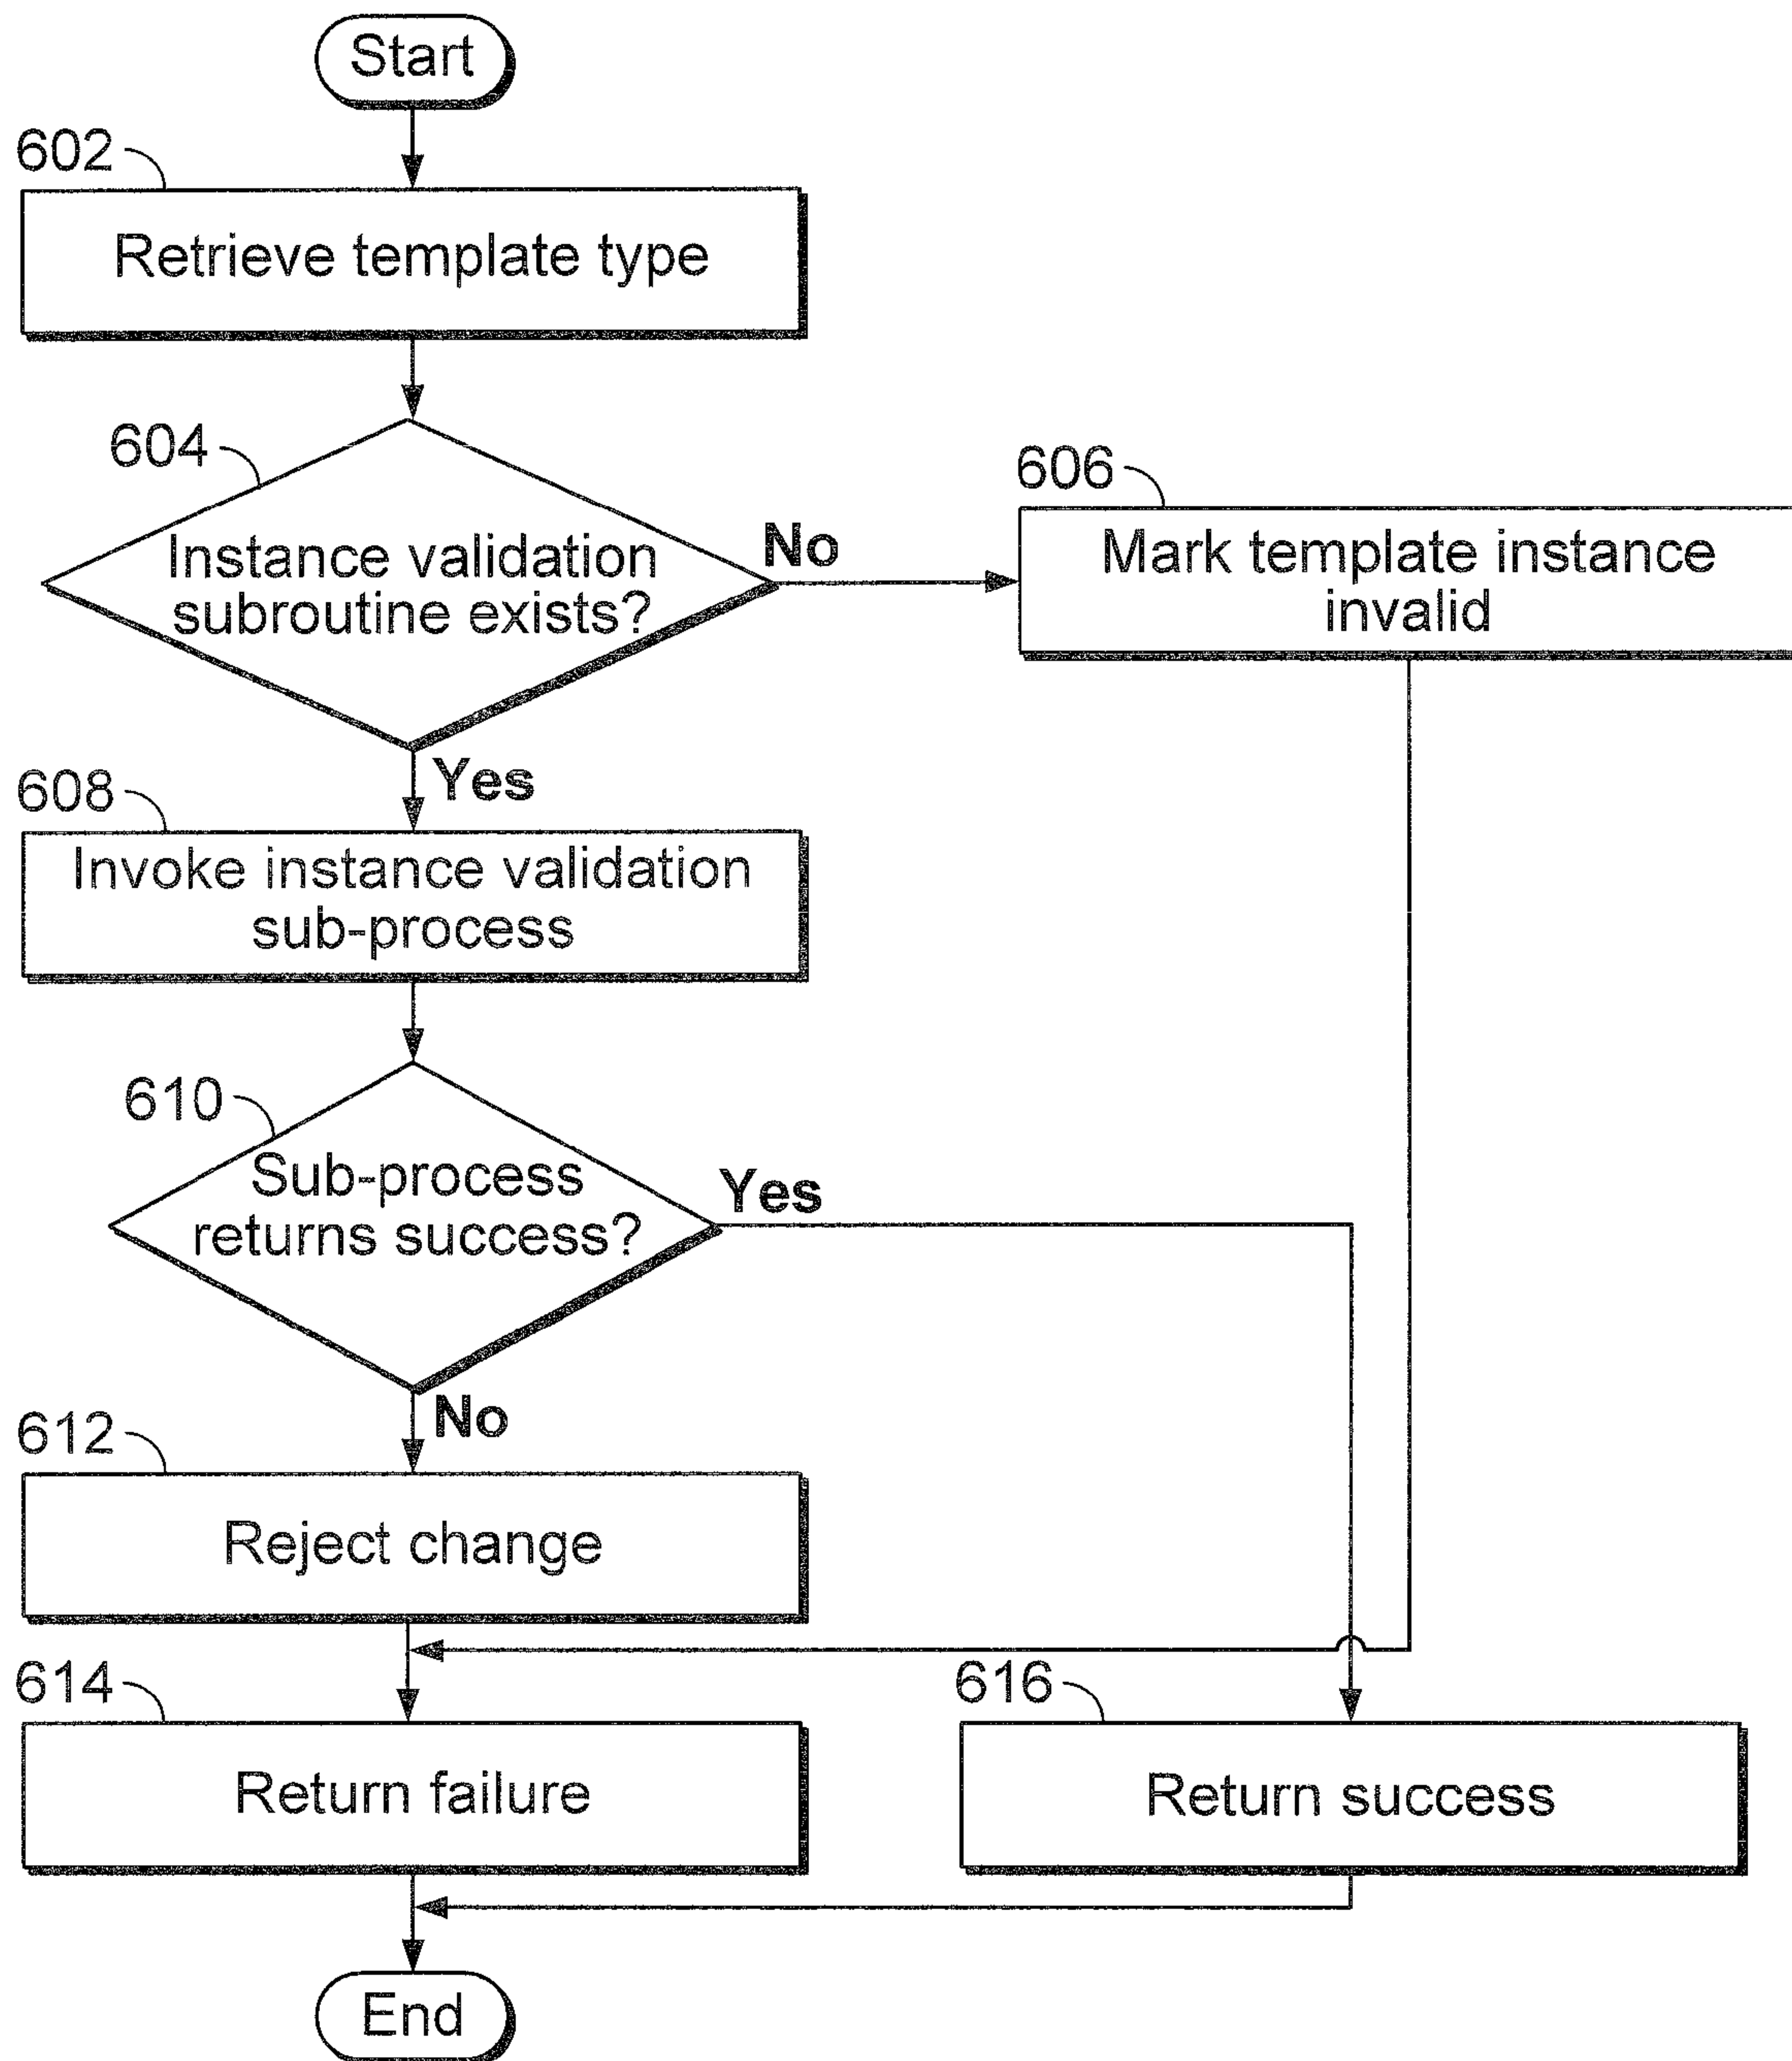 Start
602
Retrieve template type
604
Instance validation
subroutine exists?
No
606
Mark template instance
invalid
Yes
608
Invoke instance validation
sub-process
610
Sub-process
returns success?
Yes
No
612
Reject change
614
Return failure
616
Return success
End